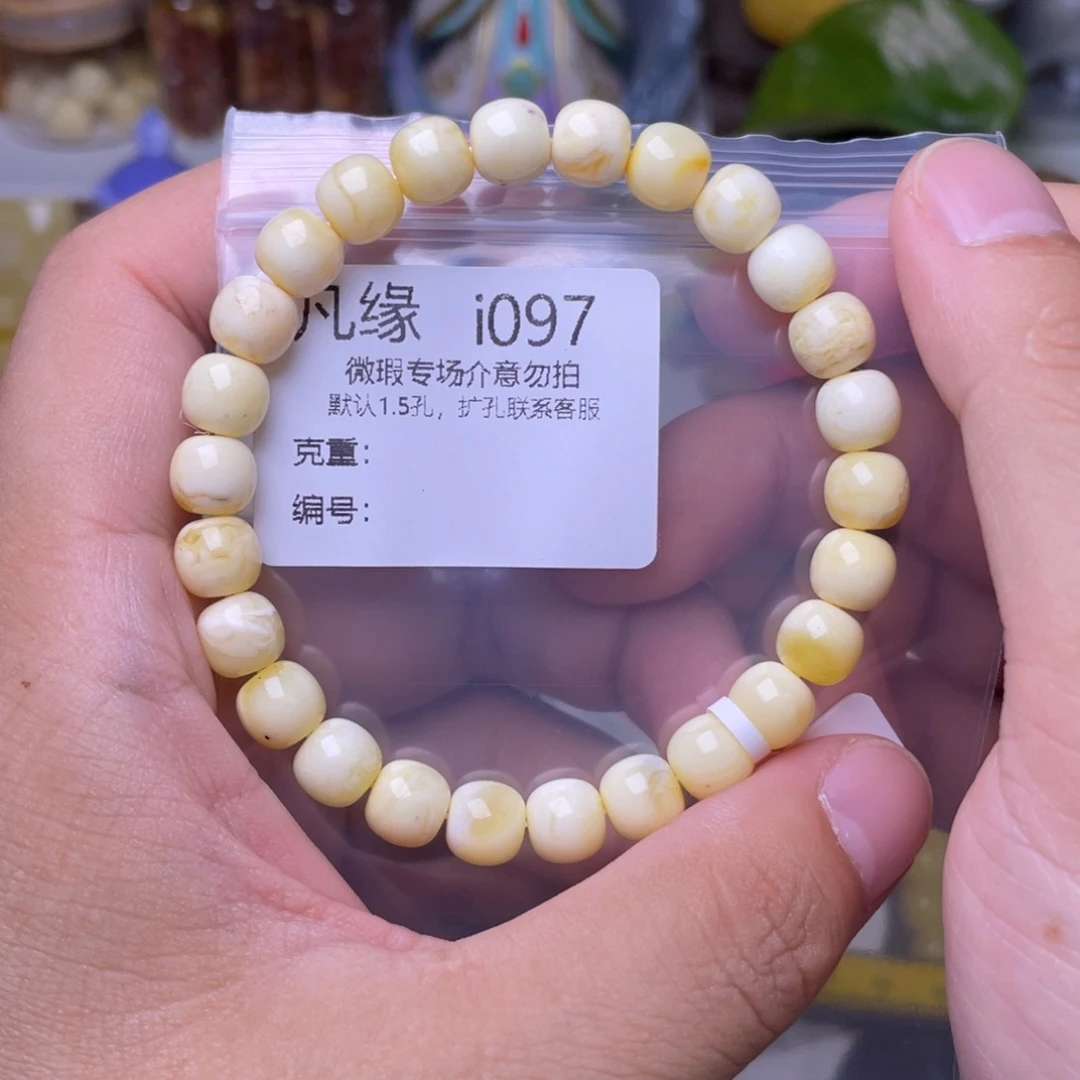 凡缘 i097
微瑕专场介意勿拍
默认1.5孔，扩孔联系客服
克重：
编号：